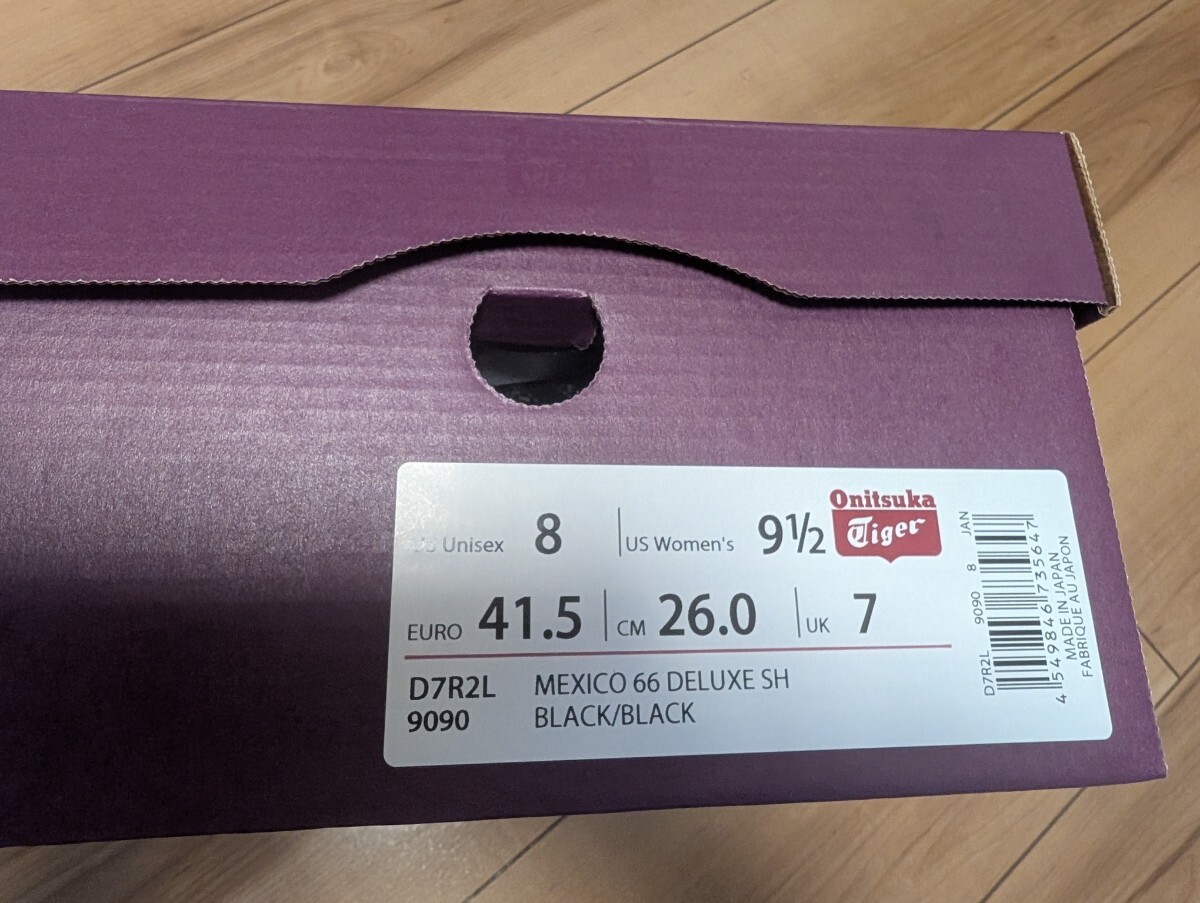 US Unisex 8 US Women's 9½
Onitsuka
Tiger
EURO 41.5 CM 26.0 UK 7
D7R2L MEXICO 66 DELUXE SH
9090 BLACK/BLACK
D7R2L 9090 8 JAN
4 549846 735647
MADE IN JAPAN
FABRIQUE AU JAPON